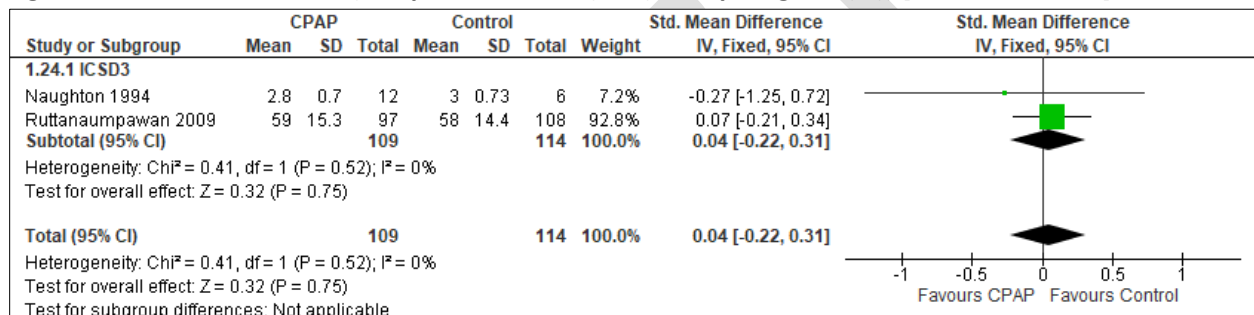 CPAP Control Std. Mean Difference Std. Mean Difference
Study or Subgroup Mean SD Total Mean SD Total Weight IV, Fixed, 95% CI IV, Fixed, 95% CI
1.24.1 ICSD3
Naughton 1994 2.8 0.7 12 3 0.73 6 7.2% -0.27 [-1.25, 0.72]
Ruttanaumpawan 2009 59 15.3 97 58 14.4 108 92.8% 0.07 [-0.21, 0.34]
Subtotal (95% CI) 109 114 100.0% 0.04 [-0.22, 0.31]
Heterogeneity: Chi² = 0.41, df = 1 (P = 0.52); I² = 0%
Test for overall effect: Z = 0.32 (P = 0.75)
Total (95% CI) 109 114 100.0% 0.04 [-0.22, 0.31]
Heterogeneity: Chi² = 0.41, df = 1 (P = 0.52); I² = 0%
Test for overall effect: Z = 0.32 (P = 0.75)
Test for subgroup differences: Not applicable
-1 -0.5 0 0.5 1
Favours CPAP Favours Control